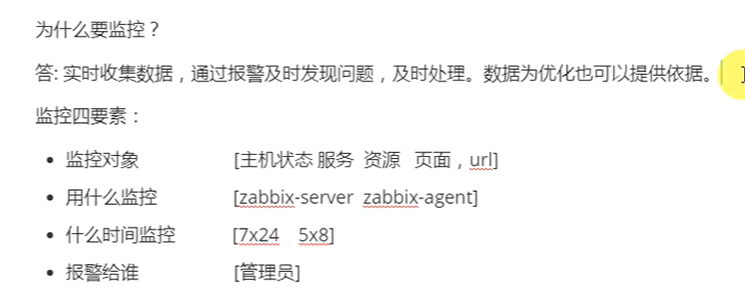 为什么要监控？
答: 实时收集数据，通过报警及时发现问题，及时处理。数据为优化也可以提供依据。
监控四要素：
• 监控对象 [主机状态 服务 资源 页面，url]
• 用什么监控 [zabbix-server zabbix-agent]
• 什么时间监控 [7x24 5x8]
• 报警给谁 [管理员]